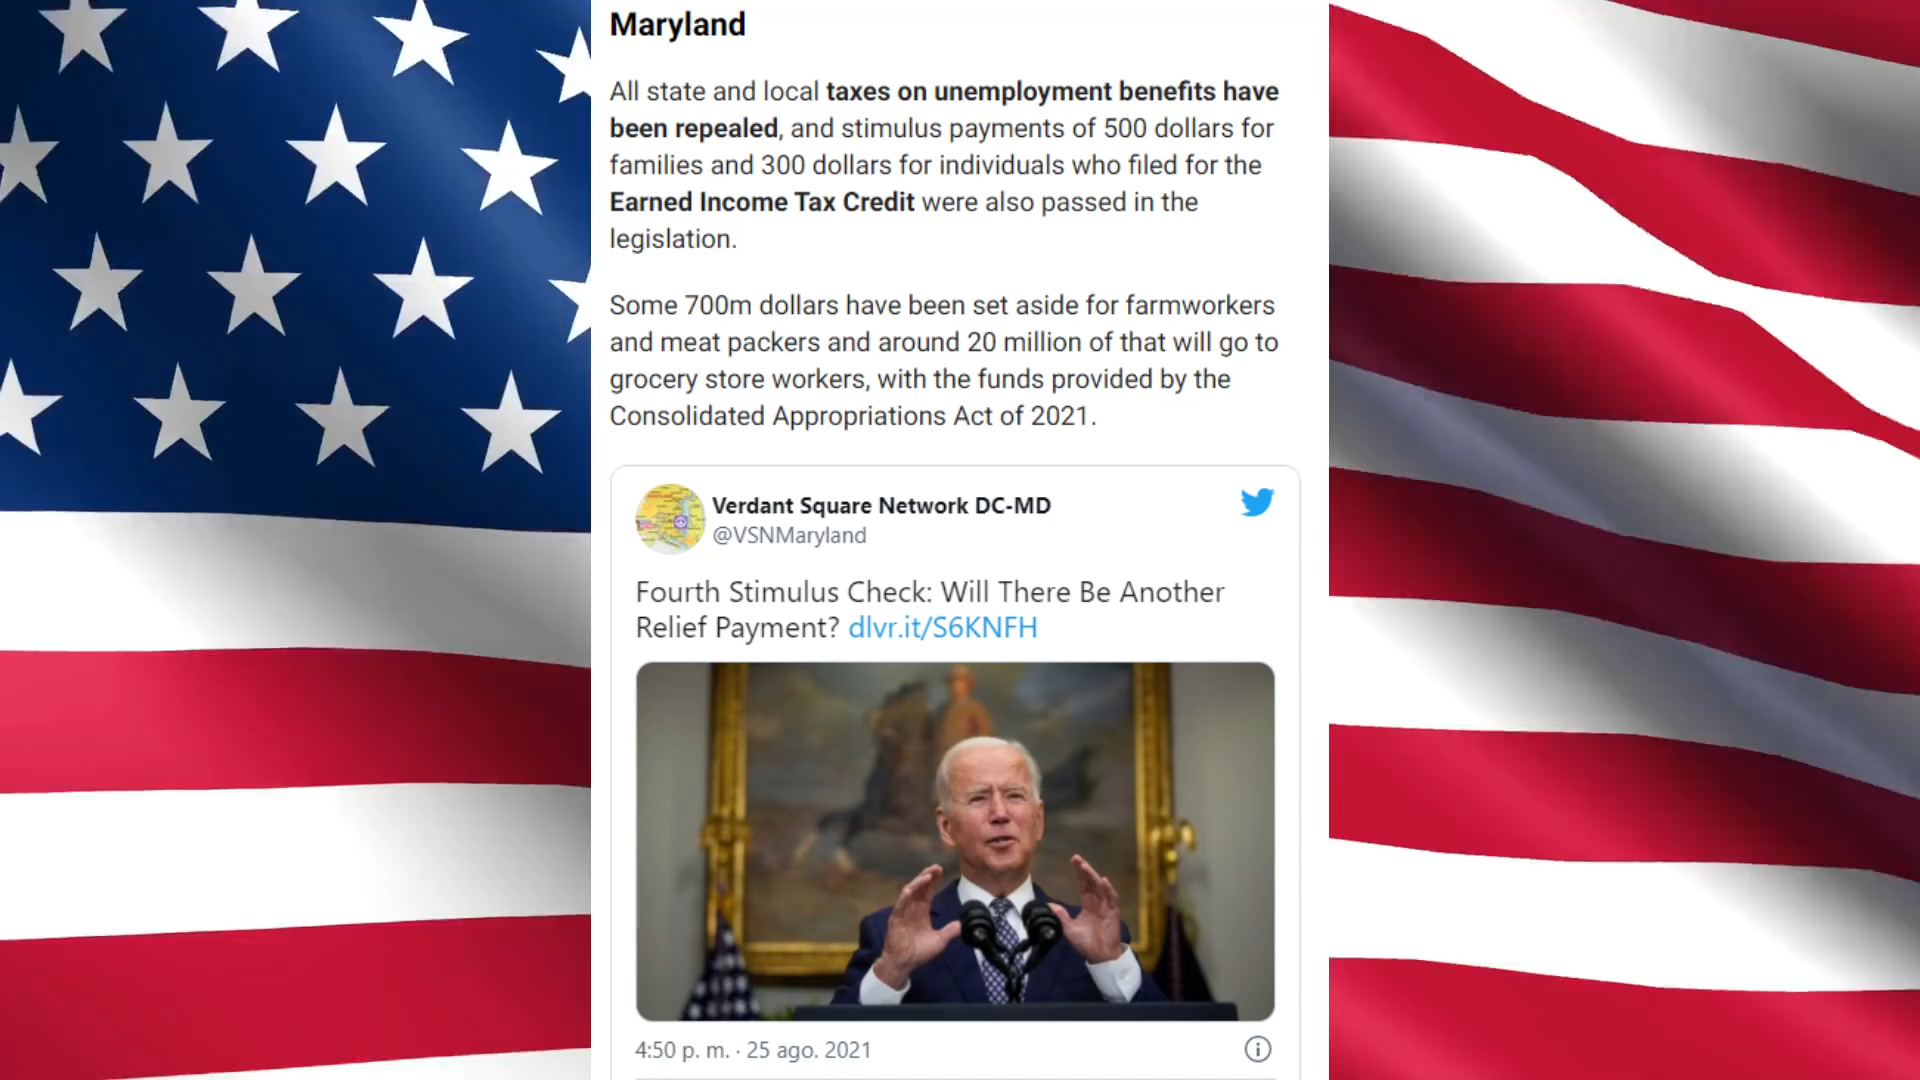 Maryland
All state and local taxes on unemployment benefits have
been repealed, and stimulus payments of 500 dollars for
families and 300 dollars for individuals who filed for the
Earned Income Tax Credit were also passed in the
legislation.
Some 700m dollars have been set aside for farmworkers
and meat packers and around 20 million of that will go to
grocery store workers, with the funds provided by the
Consolidated Appropriations Act of 2021.
Verdant Square Network DC-MD
@VSNMaryland
Fourth Stimulus Check: Will There Be Another
Relief Payment? dlvr.it/S6KNFH
4:50 p. m. · 25 ago. 2021